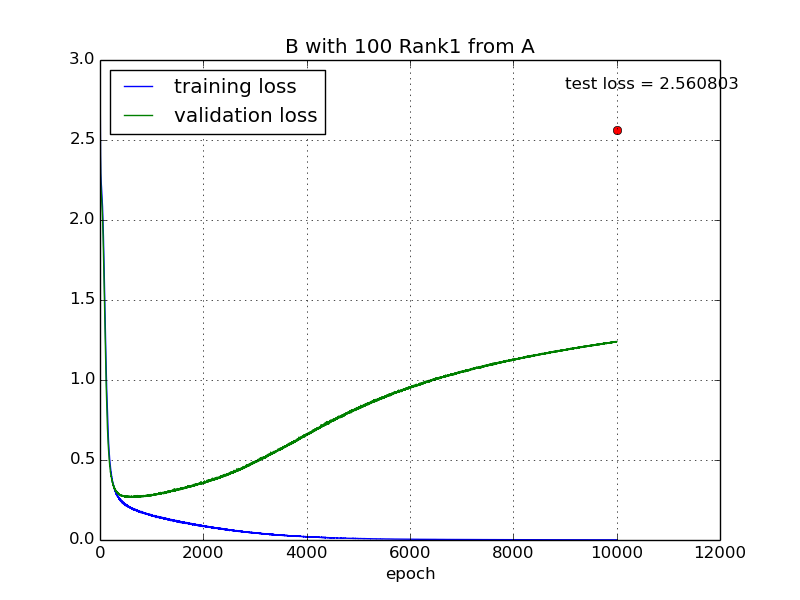 B with 100 Rank1 from A
training loss
validation loss
test loss = 2.560803
3.0
2.5
2.0
1.5
1.0
0.5
0.0
0 2000 4000 6000 8000 10000 12000
epoch